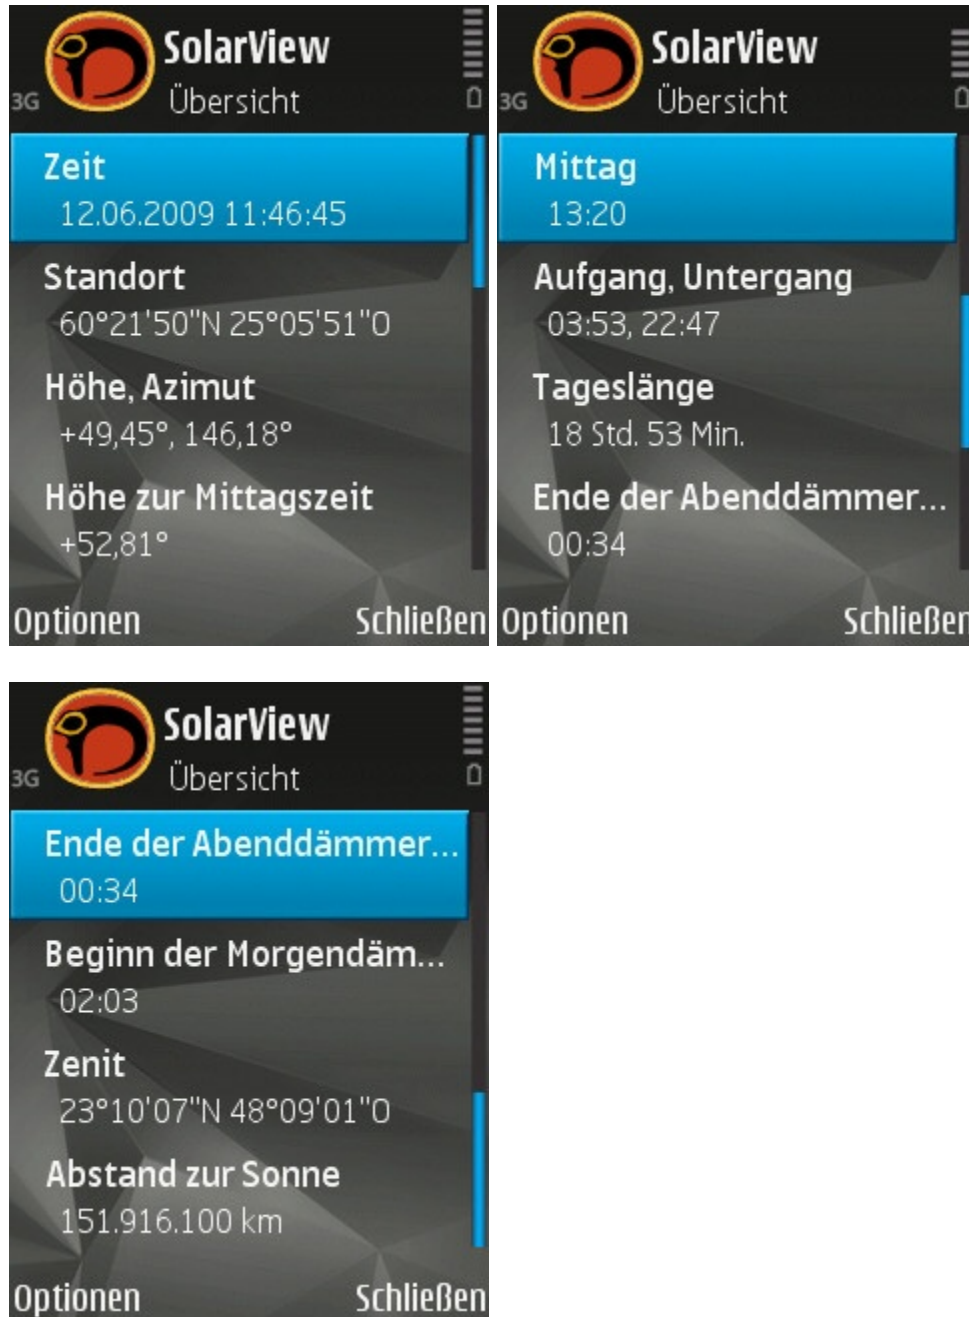 SolarView
3G
Übersicht
Zeit
12.06.2009 11:46:45
Standort
60°21'50"N 25°05'51"O
Höhe, Azimut
+49,45°, 146,18°
Höhe zur Mittagszeit
+52,81°
Optionen
Schließen
SolarView
3G
Übersicht
Mittag
13:20
Aufgang, Untergang
03:53, 22:47
Tageslänge
18 Std. 53 Min.
Ende der Abenddämmer...
00:34
Optionen
Schließen
SolarView
3G
Übersicht
Ende der Abenddämmer...
00:34
Beginn der Morgendäm...
02:03
Zenit
23°10'07"N 48°09'01"O
Abstand zur Sonne
151.916.100 km
Optionen
Schließen